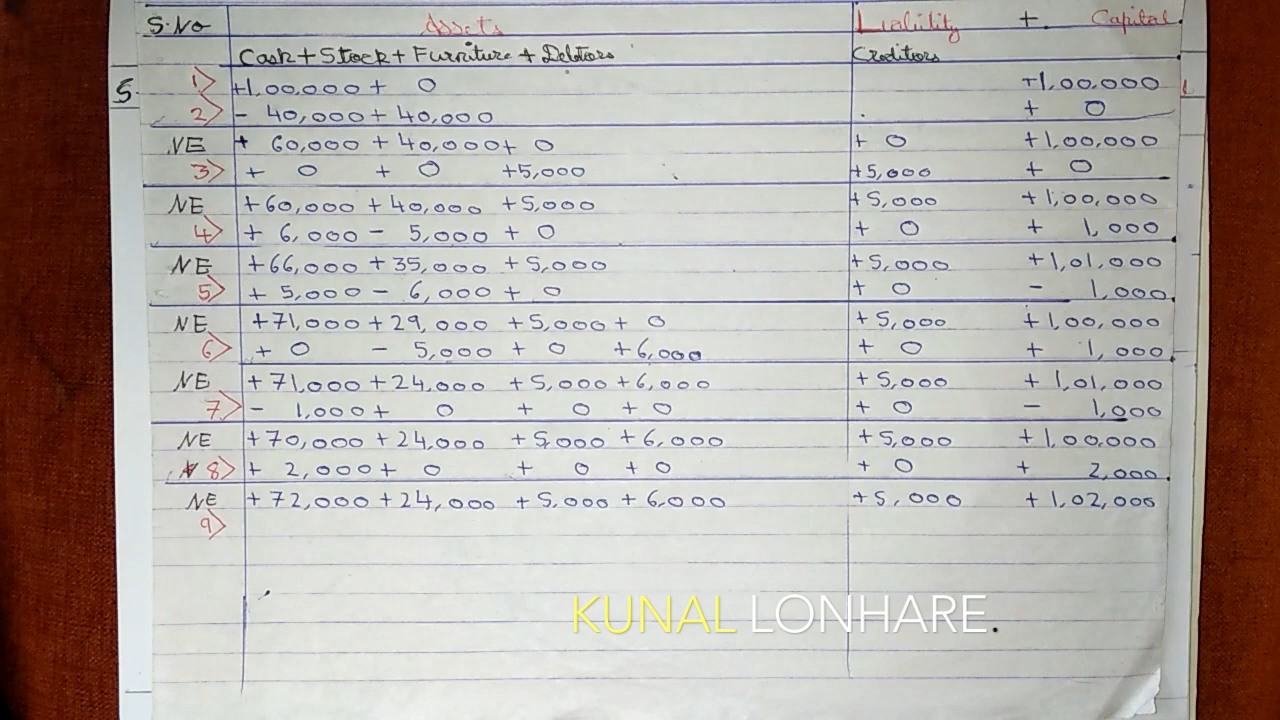 S.No Assets Liability + Capital
Cash + Stock + Furniture + Debtors Creditors
5 1> +1,00,000 + 0 +1,00,000
2> - 40,000 + 40,000 + 0
NE + 60,000 + 40,000 + 0 + 0 +1,00,000
3> + 0 + 0 +5,000 +5,000 + 0
NE +60,000 + 40,000 +5,000 +5,000 +1,00,000
4> + 6,000 - 5,000 + 0 + 0 + 1,000
NE +66,000 + 35,000 + 5,000 +5,000 +1,01,000
5> + 5,000 - 6,000 + 0 + 0 - 1,000
NE +71,000 + 29,000 +5,000 + 0 +5,000 +1,00,000
6> + 0 - 5,000 + 0 +6,000 + 0 + 1,000
NE +71,000 + 24,000 +5,000 +6,000 +5,000 +1,01,000
7> - 1,000 + 0 + 0 + 0 + 0 - 1,000
NE +70,000 + 24,000 +5,000 +6,000 +5,000 +1,00,000
8> + 2,000 + 0 + 0 + 0 + 0 + 2,000
NE +72,000 + 24,000 +5,000 +6,000 +5,000 +1,02,000
9>
KUNAL LONHARE.